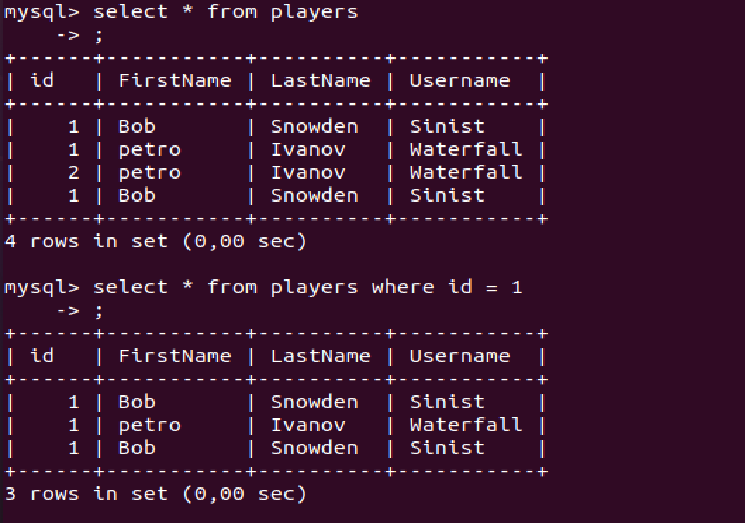 mysql> select * from players
    -> ;
+------+-----------+----------+-----------+
| id   | FirstName | LastName | Username  |
+------+-----------+----------+-----------+
|    1 | Bob       | Snowden  | Sinist    |
|    1 | petro     | Ivanov   | Waterfall |
|    2 | petro     | Ivanov   | Waterfall |
|    1 | Bob       | Snowden  | Sinist    |
+------+-----------+----------+-----------+
4 rows in set (0,00 sec)

mysql> select * from players where id = 1
    -> ;
+------+-----------+----------+-----------+
| id   | FirstName | LastName | Username  |
+------+-----------+----------+-----------+
|    1 | Bob       | Snowden  | Sinist    |
|    1 | petro     | Ivanov   | Waterfall |
|    1 | Bob       | Snowden  | Sinist    |
+------+-----------+----------+-----------+
3 rows in set (0,00 sec)